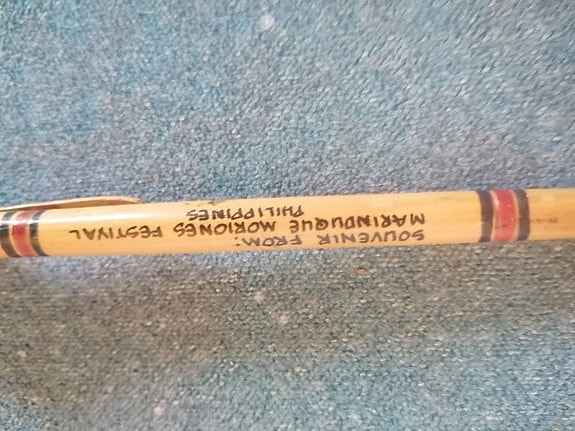 SOUVENIR FROM:
MARINDUQUE MORIONES FESTIVAL
PHILIPPINES